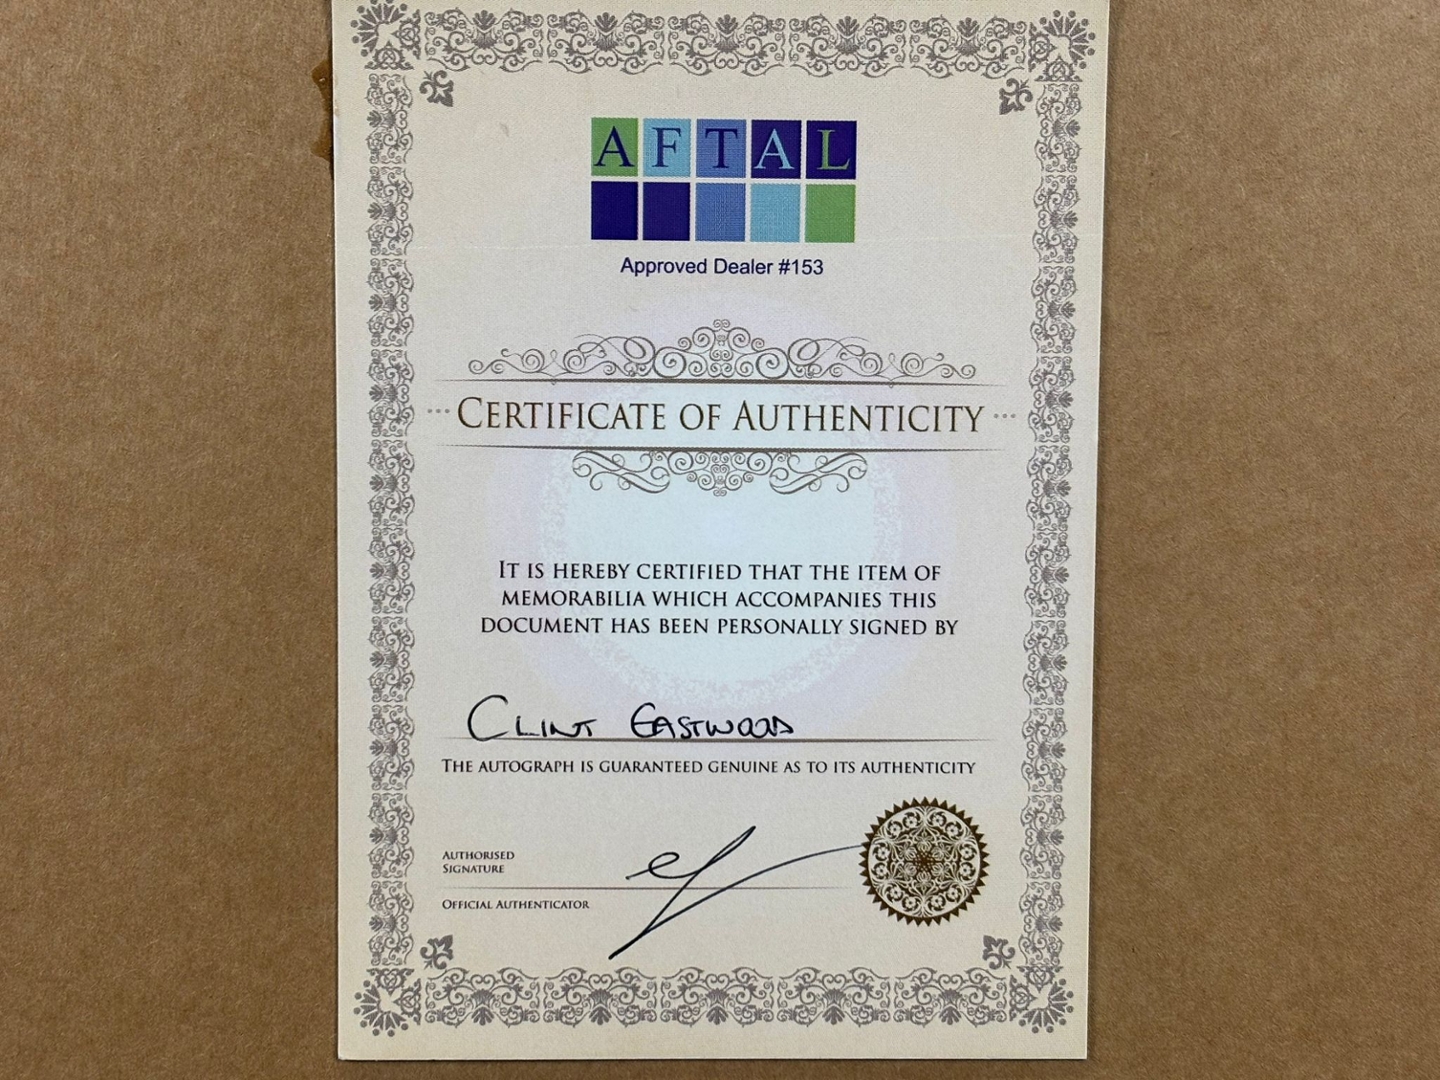 AFTAL
Approved Dealer #153
CERTIFICATE OF AUTHENTICITY
IT IS HEREBY CERTIFIED THAT THE ITEM OF
MEMORABILIA WHICH ACCOMPANIES THIS
DOCUMENT HAS BEEN PERSONALLY SIGNED BY
CLINT EASTWOOD
THE AUTOGRAPH IS GUARANTEED GENUINE AS TO ITS AUTHENTICITY
AUTHORISED
SIGNATURE
OFFICIAL AUTHENTICATOR